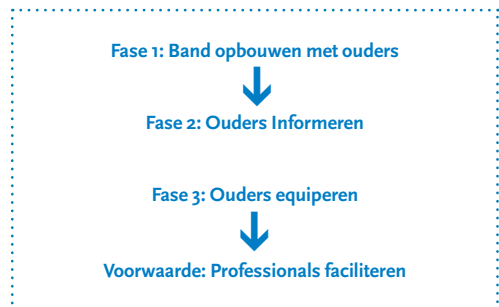 Fase 1: Band opbouwen met ouders
Fase 2: Ouders Informeren
Fase 3: Ouders equiperen
Voorwaarde: Professionals faciliteren